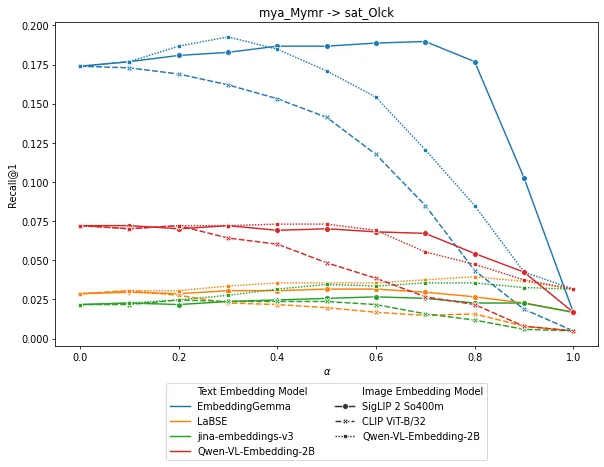 mya_Mymr -> sat_Olck
0.200
0.175
0.150
0.125
0.100
0.075
0.050
0.025
0.000
Recall@1
0.0 0.2 0.4 0.6 0.8 1.0
α
Text Embedding Model Image Embedding Model
EmbeddingGemma SigLIP 2 So400m
LaBSE CLIP ViT-B/32
jina-embeddings-v3 Qwen-VL-Embedding-2B
Qwen-VL-Embedding-2B